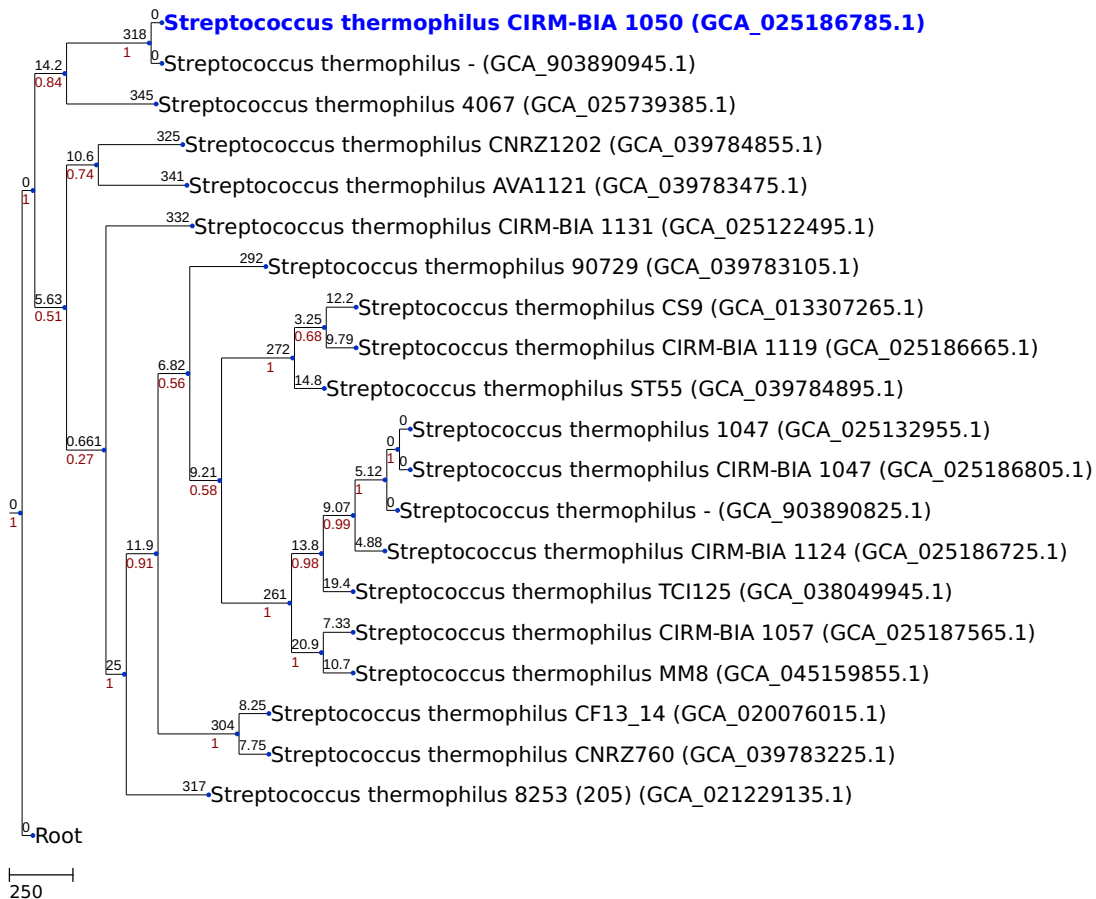 0
Streptococcus thermophilus CIRM-BIA 1050 (GCA_025186785.1)
318
1
0
Streptococcus thermophilus - (GCA_903890945.1)
14.2
0.84
345
Streptococcus thermophilus 4067 (GCA_025739385.1)
325
Streptococcus thermophilus CNRZ1202 (GCA_039784855.1)
10.6
0.74
0
1
341
Streptococcus thermophilus AVA1121 (GCA_039783475.1)
332
Streptococcus thermophilus CIRM-BIA 1131 (GCA_025122495.1)
292
Streptococcus thermophilus 90729 (GCA_039783105.1)
5.63
0.51
12.2
Streptococcus thermophilus CS9 (GCA_013307265.1)
3.25
0.68
9.79
Streptococcus thermophilus CIRM-BIA 1119 (GCA_025186665.1)
272
1
6.82
0.56
14.8
Streptococcus thermophilus ST55 (GCA_039784895.1)
0
Streptococcus thermophilus 1047 (GCA_025132955.1)
0.661
0.27
0
1
0
Streptococcus thermophilus CIRM-BIA 1047 (GCA_025186805.1)
9.21
0.58
5.12
1
0
Streptococcus thermophilus - (GCA_903890825.1)
0
1
9.07
0.99
4.88
Streptococcus thermophilus CIRM-BIA 1124 (GCA_025186725.1)
11.9
0.91
13.8
0.98
19.4
Streptococcus thermophilus TCI125 (GCA_038049945.1)
261
1
7.33
Streptococcus thermophilus CIRM-BIA 1057 (GCA_025187565.1)
20.9
1
10.7
Streptococcus thermophilus MM8 (GCA_045159855.1)
25
1
8.25
Streptococcus thermophilus CF13_14 (GCA_020076015.1)
304
1
7.75
Streptococcus thermophilus CNRZ760 (GCA_039783225.1)
317
Streptococcus thermophilus 8253 (205) (GCA_021229135.1)
0
Root
250